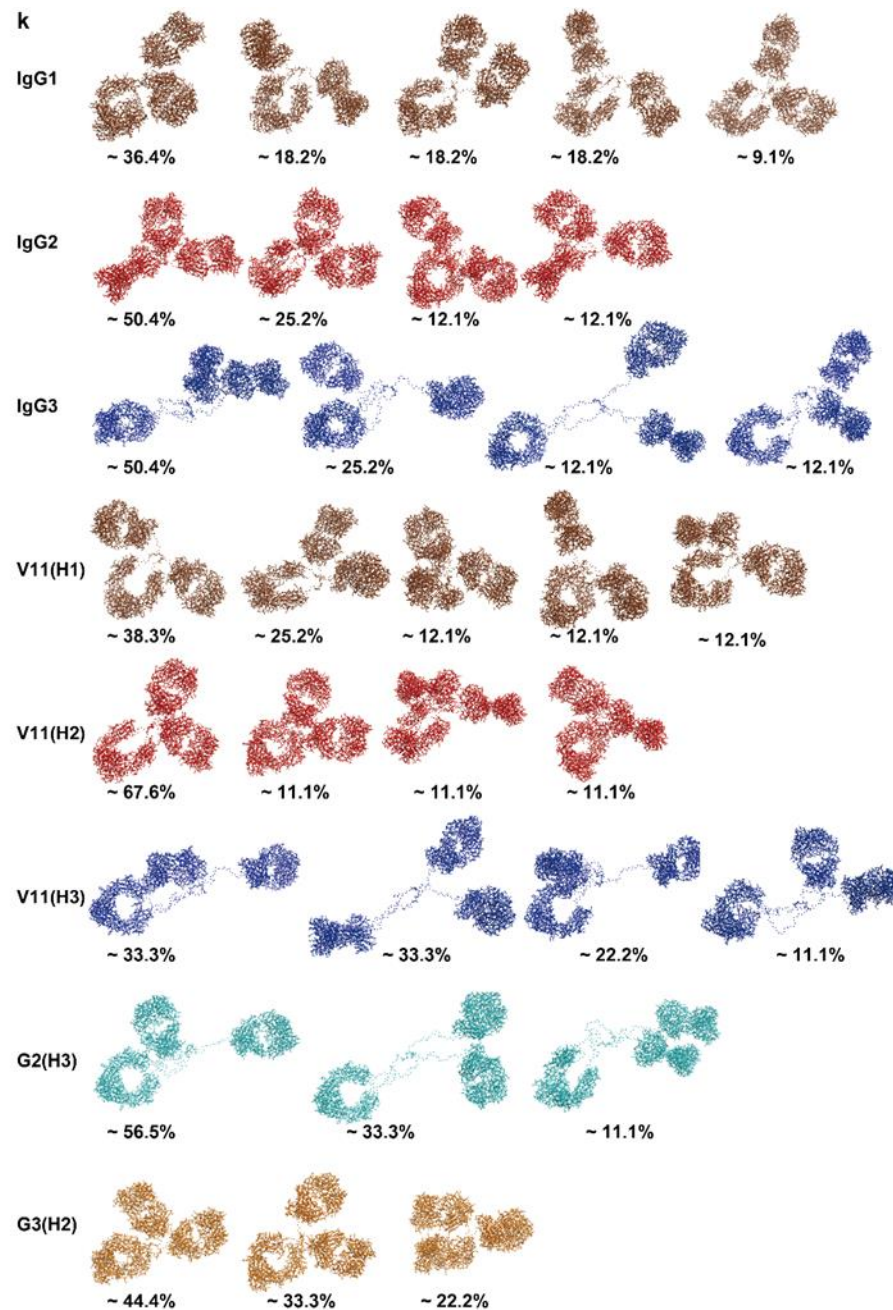 k
IgG1
~ 36.4% ~ 18.2% ~ 18.2% ~ 18.2% ~ 9.1%
IgG2
~ 50.4% ~ 25.2% ~ 12.1% ~ 12.1%
IgG3
~ 50.4% ~ 25.2% ~ 12.1% ~ 12.1%
V11(H1)
~ 38.3% ~ 25.2% ~ 12.1% ~ 12.1% ~ 12.1%
V11(H2)
~ 67.6% ~ 11.1% ~ 11.1% ~ 11.1%
V11(H3)
~ 33.3% ~ 33.3% ~ 22.2% ~ 11.1%
G2(H3)
~ 56.5% ~ 33.3% ~ 11.1%
G3(H2)
~ 44.4% ~ 33.3% ~ 22.2%